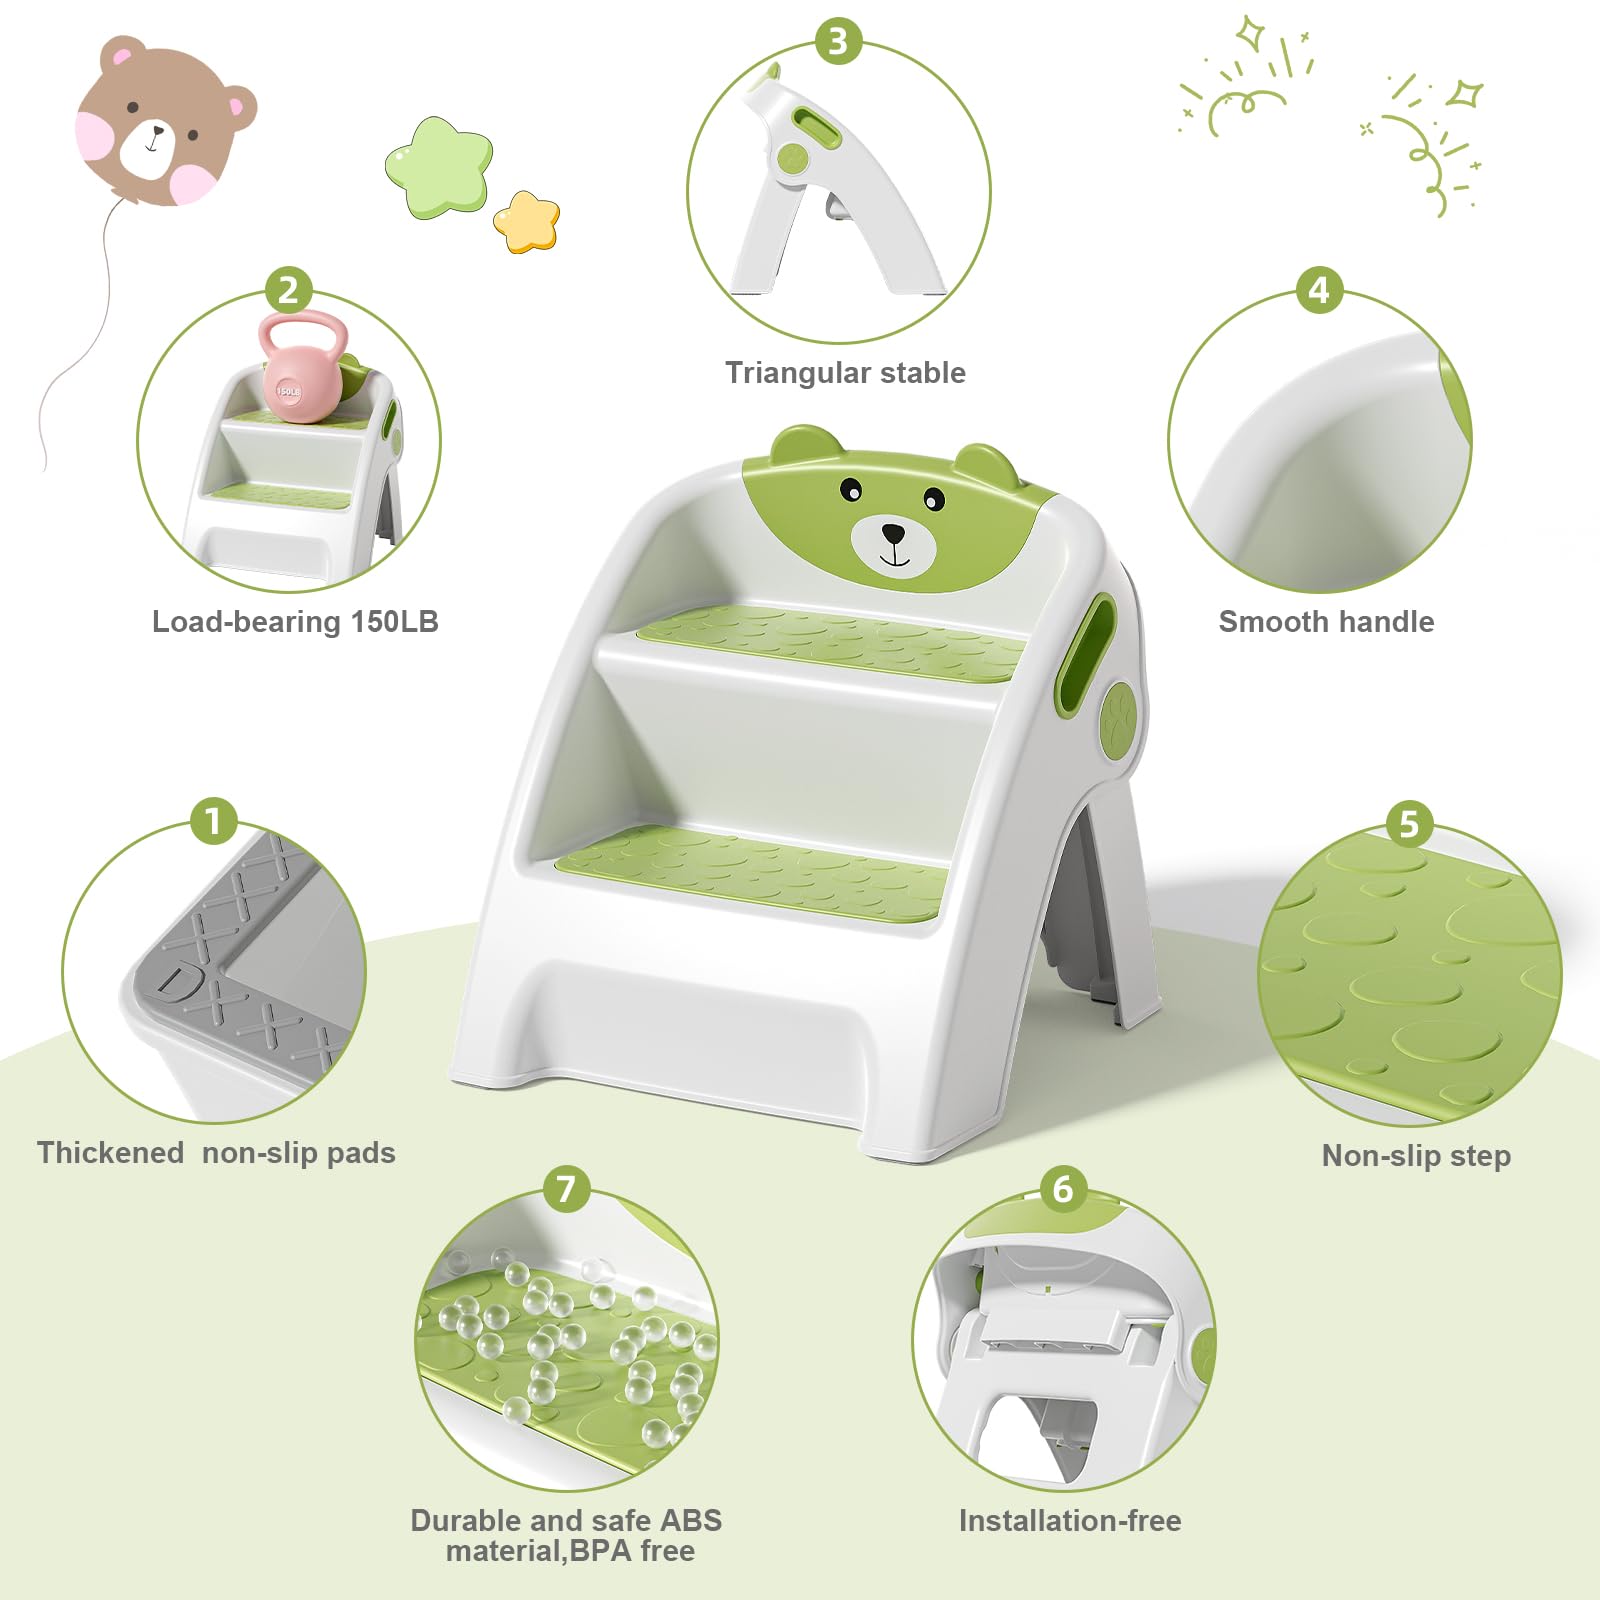 3
Triangular stable
2
150LB
Load-bearing 150LB
4
Smooth handle
1
Thickened  non-slip pads
5
Non-slip step
7
Durable and safe ABS
material,BPA free
6
Installation-free